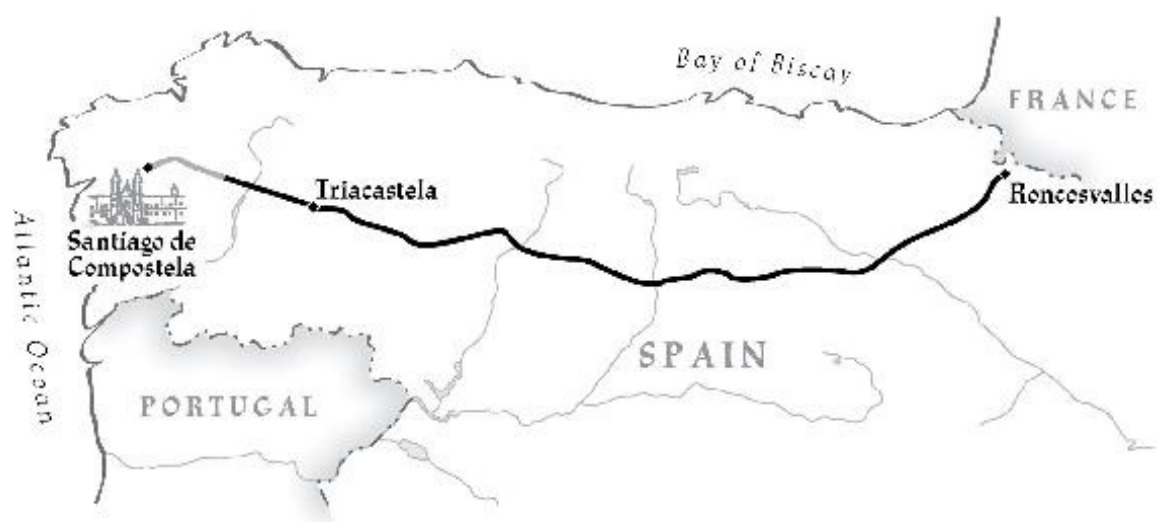 Bay of Biscay
FRANCE
Triacastela
Roncesvalles
Santiago de
Compostela
Atlantic Ocean
SPAIN
PORTUGAL